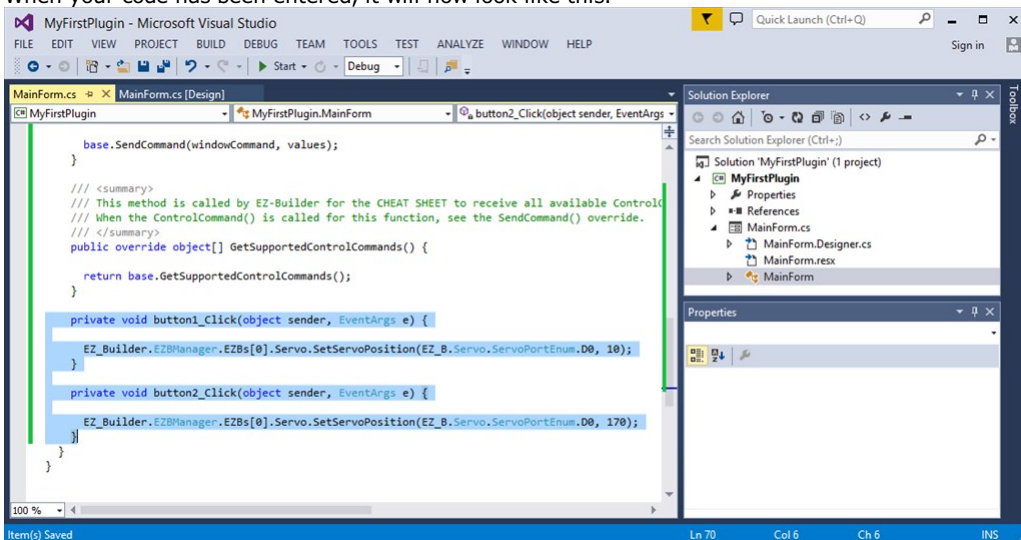 When your code has been entered, it will now look like this:
MyFirstPlugin - Microsoft Visual Studio
Quick Launch (Ctrl+Q)
FILE EDIT VIEW PROJECT BUILD DEBUG TEAM TOOLS TEST ANALYZE WINDOW HELP
Sign in
Start
Debug
MainForm.cs
MainForm.cs [Design]
MyFirstPlugin
MyFirstPlugin.MainForm
button2_Click(object sender, EventArgs
base.SendCommand(windowCommand, values);
}
/// <summary>
/// This method is called by EZ-Builder for the CHEAT SHEET to receive all available ControlC
/// When the ControlCommand() is called for this function, see the SendCommand() override.
/// </summary>
public override object[] GetSupportedControlCommands() {
return base.GetSupportedControlCommands();
}
private void button1_Click(object sender, EventArgs e) {
EZ_Builder.EZBManager.EZBs[0].Servo.SetServoPosition(EZ_B.Servo.ServoPortEnum.D0, 10);
}
private void button2_Click(object sender, EventArgs e) {
EZ_Builder.EZBManager.EZBs[0].Servo.SetServoPosition(EZ_B.Servo.ServoPortEnum.D0, 170);
}
}
}
100 %
Solution Explorer
Search Solution Explorer (Ctrl+;)
Solution 'MyFirstPlugin' (1 project)
C# MyFirstPlugin
Properties
References
MainForm.cs
MainForm.Designer.cs
MainForm.resx
MainForm
Properties
Toolbox
Item(s) Saved
Ln 70
Col 6
Ch 6
INS